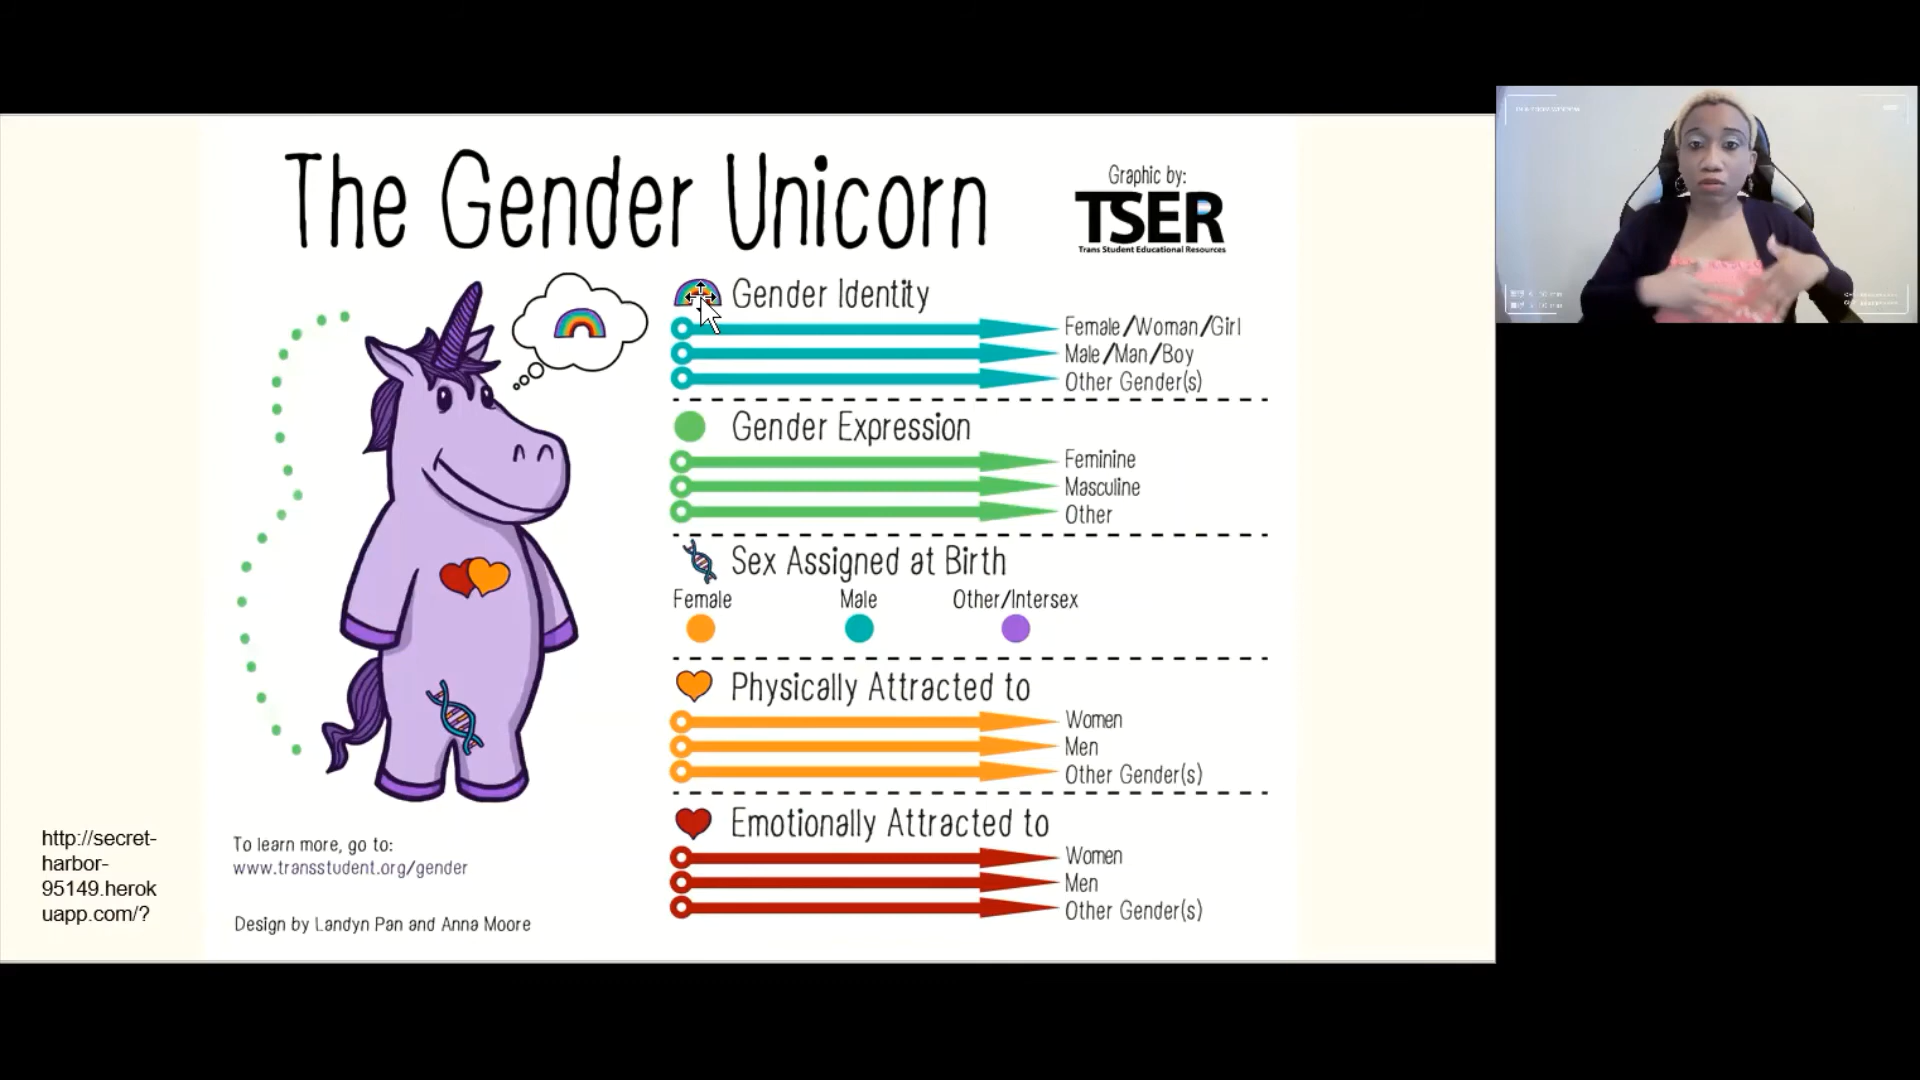 The Gender Unicorn
Graphic by:
TSER
Trans Student Educational Resources
Gender Identity
Female/Woman/Girl
Male/Man/Boy
Other Gender(s)
Gender Expression
Feminine
Masculine
Other
Sex Assigned at Birth
Female Male Other/Intersex
Physically Attracted to
Women
Men
Other Gender(s)
Emotionally Attracted to
Women
Men
Other Gender(s)
http://secret-
harbor-
95149.herok
uapp.com/?
To learn more, go to:
www.transstudent.org/gender
Design by Landyn Pan and Anna Moore